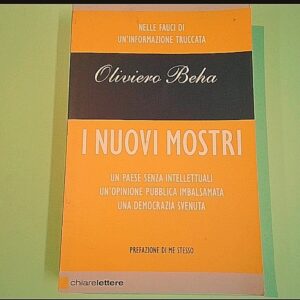 NELLE FAUCI DI
UN'INFORMAZIONE TRUCCATA
Oliviero Beha
I NUOVI MOSTRI
UN PAESE SENZA INTELLETTUALI
UN'OPINIONE PUBBLICA IMBALSAMATA
UNA DEMOCRAZIA SVENUTA
PREFAZIONE DI ME STESSO
chiarelettere